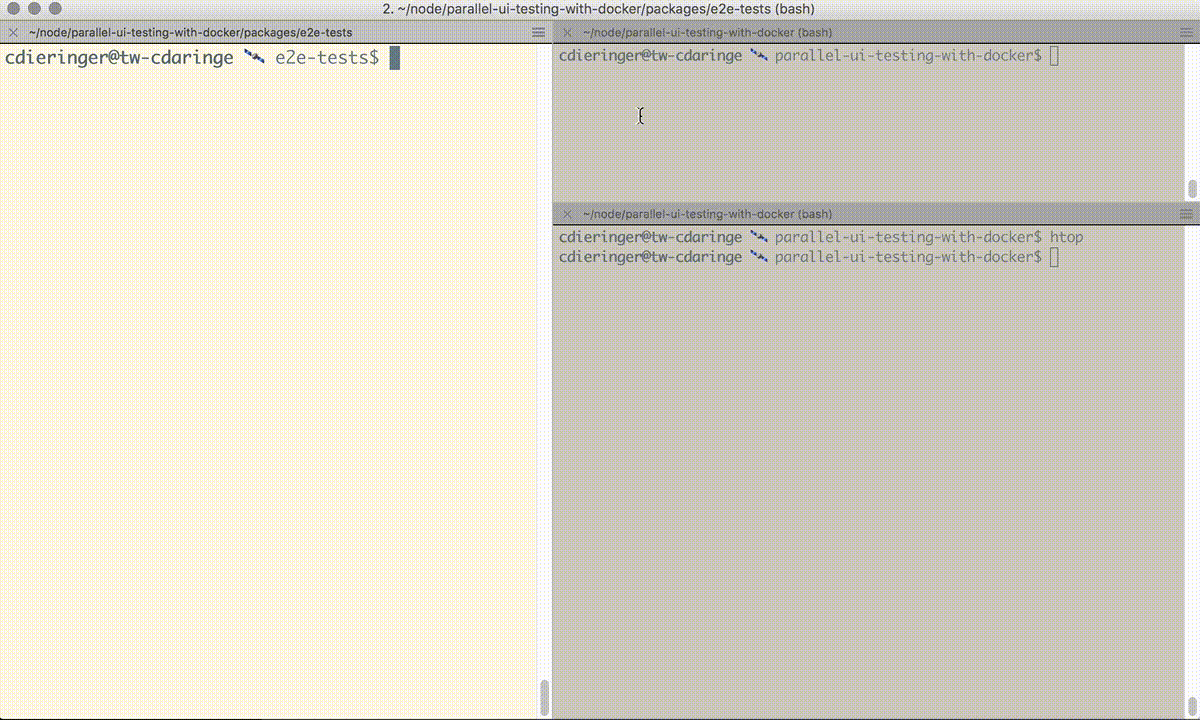 2. ~/node/parallel-ui-testing-with-docker/packages/e2e-tests (bash)
~/node/parallel-ui-testing-with-docker/packages/e2e-tests
cdieringer@tw-cdaringe 🛰 e2e-tests$
~/node/parallel-ui-testing-with-docker (bash)
cdieringer@tw-cdaringe 🛰 parallel-ui-testing-with-docker$
~/node/parallel-ui-testing-with-docker (bash)
cdieringer@tw-cdaringe 🛰 parallel-ui-testing-with-docker$ htop
cdieringer@tw-cdaringe 🛰 parallel-ui-testing-with-docker$